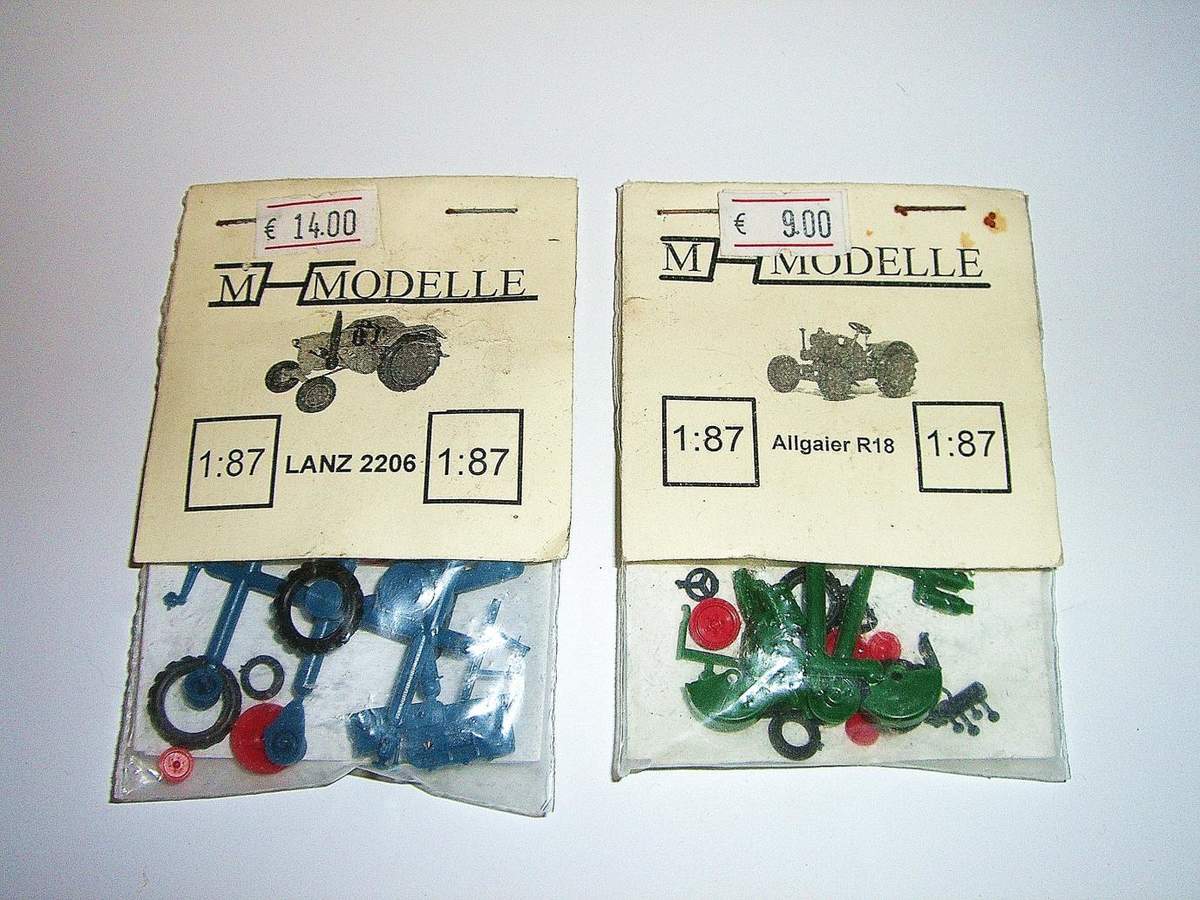 € 14.00
M MODELLE
1:87 LANZ 2206 1:87
€ 9.00
M MODELLE
1:87 Allgaier R18 1:87